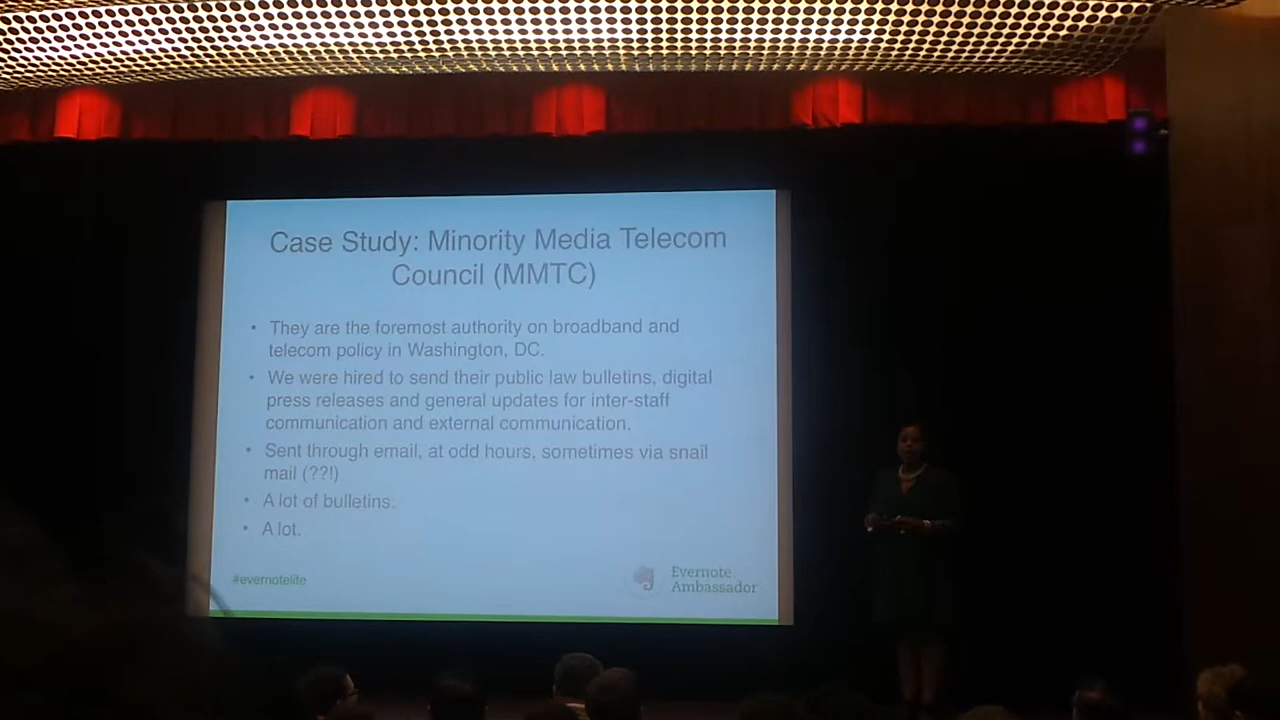 Case Study: Minority Media Telecom
Council (MMTC)
• They are the foremost authority on broadband and
telecom policy in Washington, DC.
• We were hired to send their public law bulletins, digital
press releases and general updates for inter-staff
communication and external communication.
• Sent through email, at odd hours, sometimes via snail
mail (??!)
• A lot of bulletins.
• A lot.
#evernotelife
Evernote
Ambassador